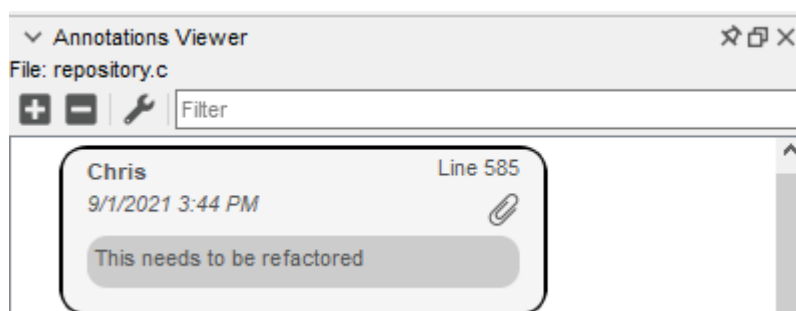 Annotations Viewer
File: repository.c
Filter
Chris Line 585
9/1/2021 3:44 PM
This needs to be refactored